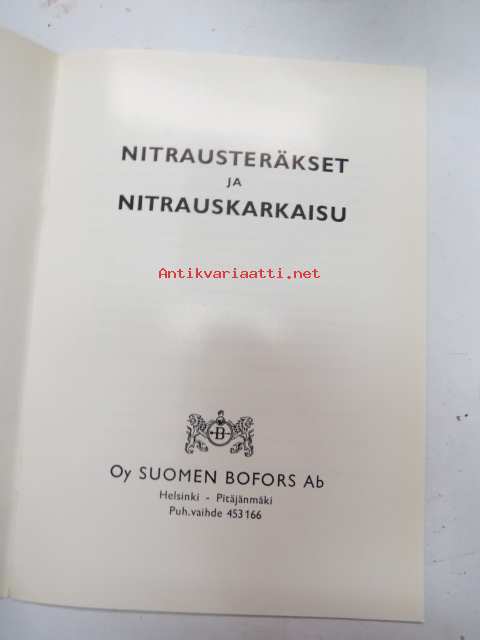 NITRAUSTERÄKSET
JA
NITRAUSKARKAISU
Antikvariaatti.net
B
Oy SUOMEN BOFORS Ab
Helsinki - Pitäjänmäki
Puh.vaihde 453166